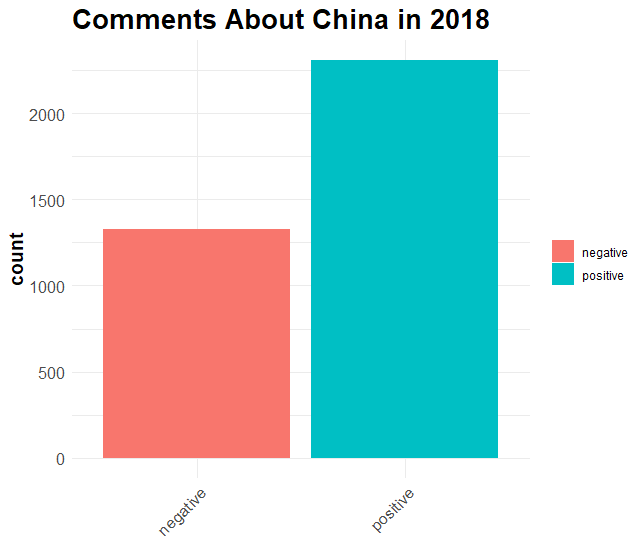 Comments About China in 2018
count
2000
1500
1000
500
0
negative
positive
negative
positive